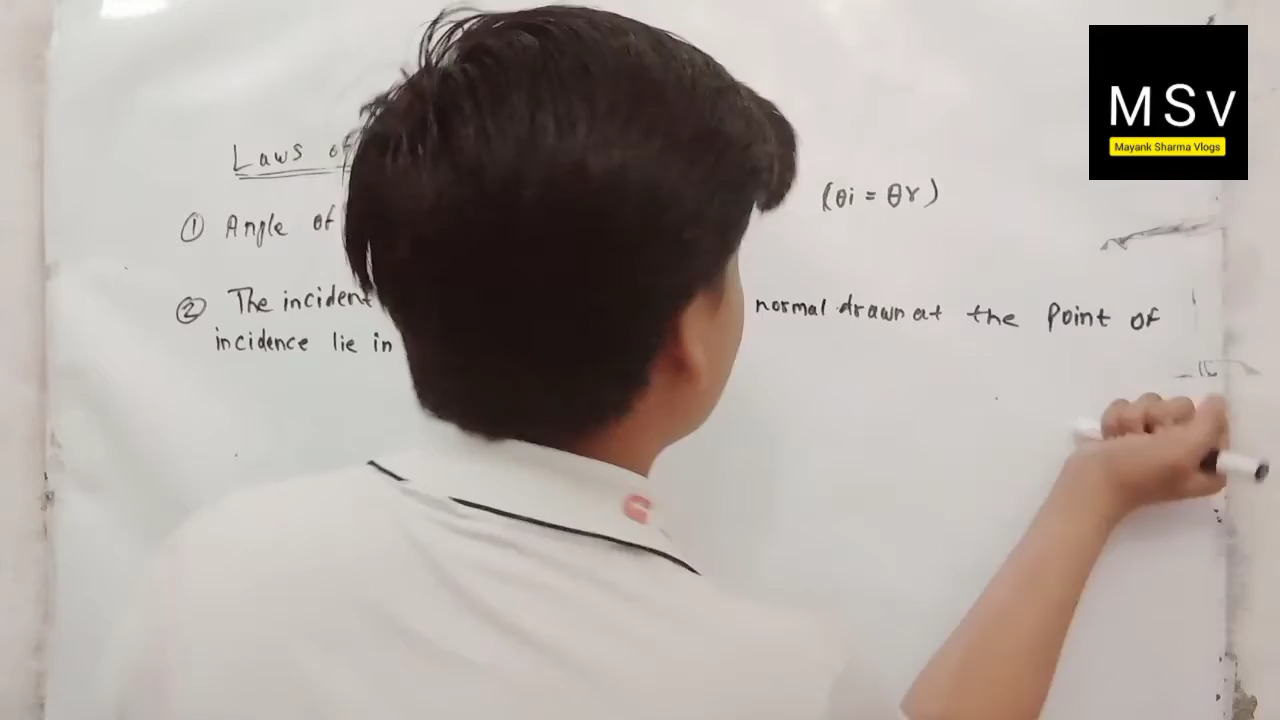 MSV
Mayank Sharma Vlogs
Laws of
① Angle of (θi = θr)
② The incident normal drawn at the Point of
incidence lie in